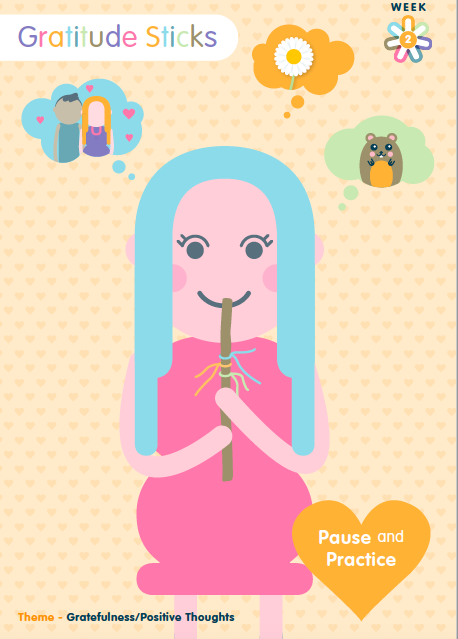 Gratitude Sticks
WEEK
2
Pause and
Practice
Theme - Gratefulness/Positive Thoughts